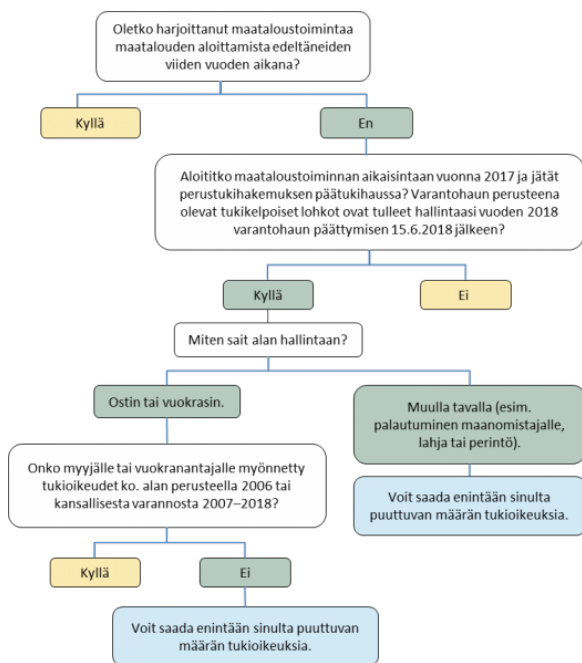 Oletko harjoittanut maataloustoimintaa
maatalouden aloittamista edeltäneiden
viiden vuoden aikana?
Kyllä
En
Aloititko maataloustoiminnan aikaisintaan vuonna 2017 ja jätät
perustukihakemuksen päätukihaussa? Varantohaun perusteena
olevat tukikelpoiset lohkot ovat tulleet hallintaasi vuoden 2018
varantohaun päättymisen 15.6.2018 jälkeen?
Kyllä
Ei
Miten sait alan hallintaan?
Ostin tai vuokrasin.
Muulla tavalla (esim.
palautuminen maanomistajalle,
lahja tai perintö).
Onko myyjälle tai vuokranantajalle myönnetty
tukioikeudet ko. alan perusteella 2006 tai
kansallisesta varannosta 2007–2018?
Voit saada enintään sinulta
puuttuvan määrän tukioikeuksia.
Kyllä
Ei
Voit saada enintään sinulta puuttuvan
määrän tukioikeuksia.